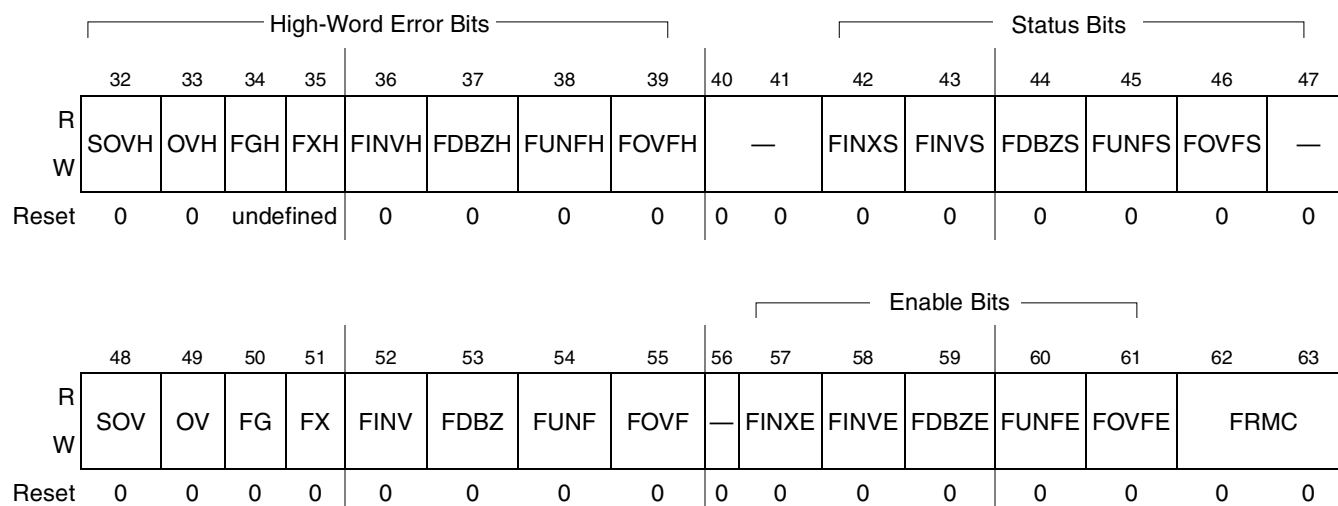 High-Word Error Bits Status Bits
32 33 34 35 36 37 38 39 40 41 42 43 44 45 46 47
R
SOVH OVH FGH FXH FINVH FDBZH FUNFH FOVFH — FINXS FINVS FDBZS FUNFS FOVFS —
W
Reset 0 0 undefined 0 0 0 0 0 0 0 0 0 0 0 0
Enable Bits
48 49 50 51 52 53 54 55 56 57 58 59 60 61 62 63
R
SOV OV FG FX FINV FDBZ FUNF FOVF — FINXE FINVE FDBZE FUNFE FOVFE FRMC
W
Reset 0 0 0 0 0 0 0 0 0 0 0 0 0 0 0 0